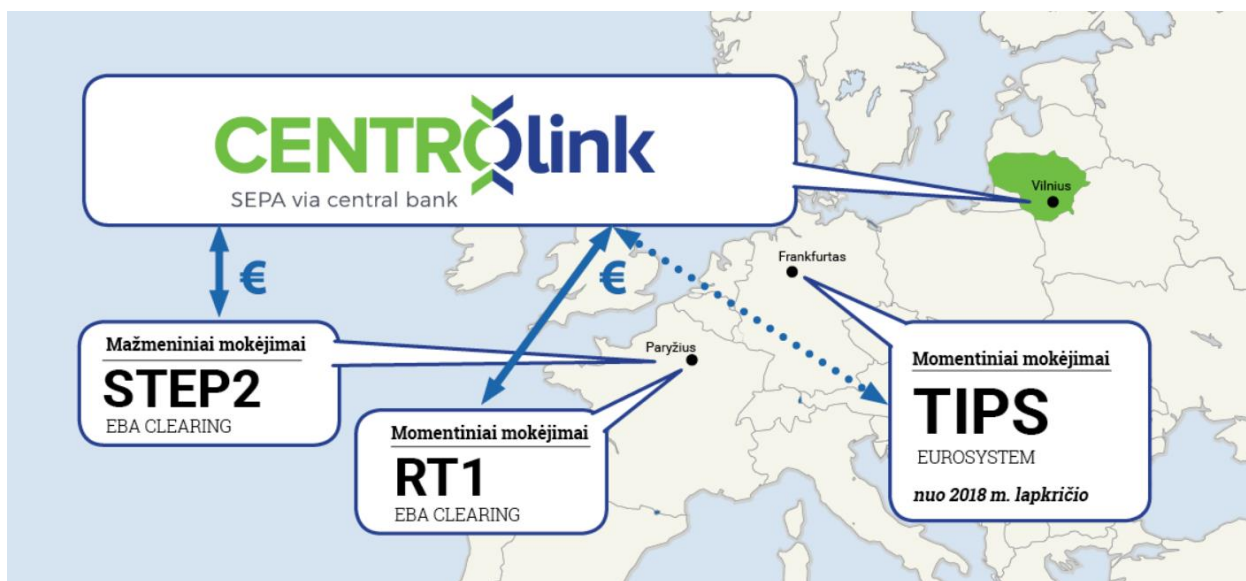 CENTROlink
SEPA via central bank
Vilnius
€
€
Frankfurtas
Mažmeniniai mokėjimai
STEP2
EBA CLEARING
Paryžius
Momentiniai mokėjimai
RT1
EBA CLEARING
Momentiniai mokėjimai
TIPS
EUROSYSTEM
nuo 2018 m. lapkričio